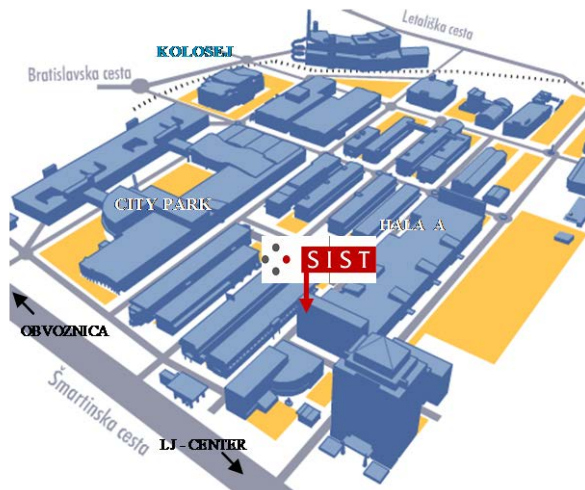 Letališka cesta
KOLOSEJ
Bratislavska cesta
CITY PARK
HALA A
SIST
OBVOZNICA
Šmartinska cesta
LJ - CENTER